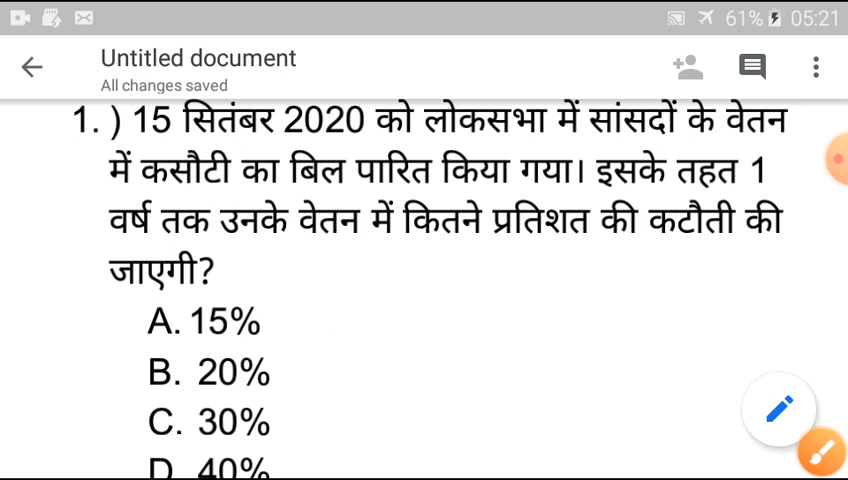 61% 05:21
Untitled document
All changes saved
1. ) 15 सितंबर 2020 को लोकसभा में सांसदों के वेतन
में कसौटी का बिल पारित किया गया। इसके तहत 1
वर्ष तक उनके वेतन में कितने प्रतिशत की कटौती की
जाएगी?
A. 15%
B. 20%
C. 30%
D. 40%